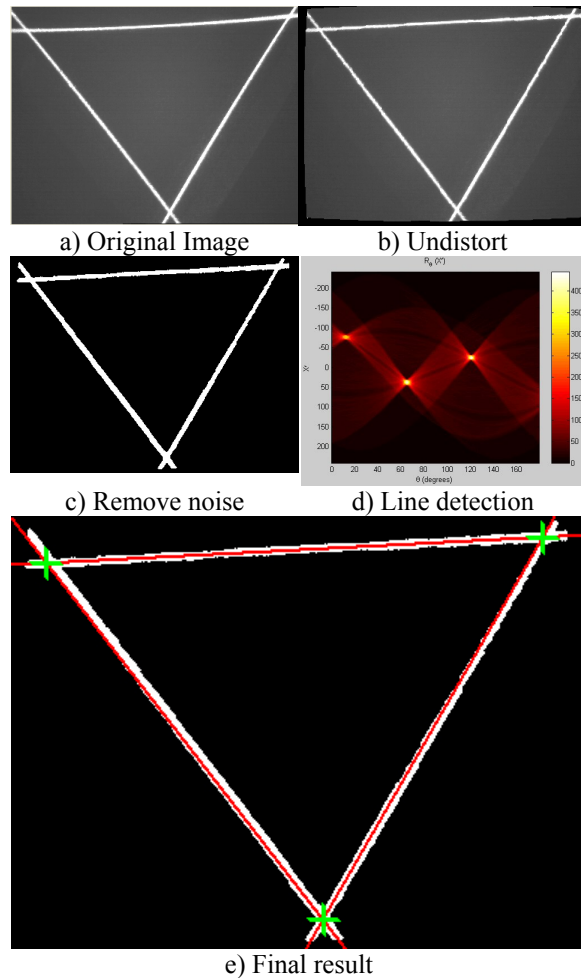 a) Original Image
b) Undistort
R_θ (X')
-200
-150
-100
-50
0
50
100
150
200
X'
0 20 40 60 80 100 120 140 160
θ (degrees)
400
350
300
250
200
150
100
50
0
c) Remove noise
d) Line detection
e) Final result